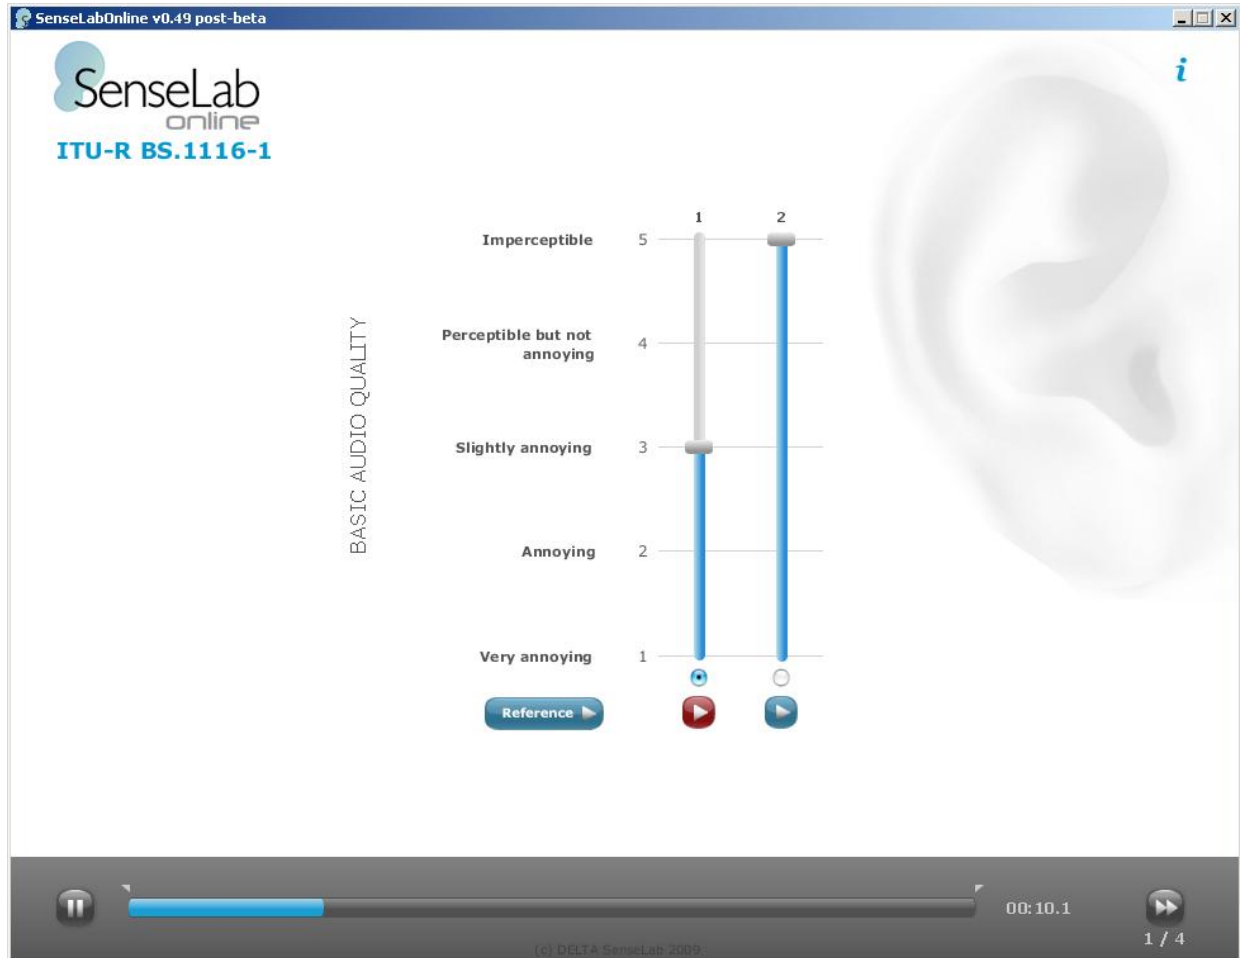 SenseLabOnline v0.49 post-beta
SenseLab
online
ITU-R BS.1116-1
i
1 2
Imperceptible 5
Perceptible but not
annoying 4
Slightly annoying 3
Annoying 2
Very annoying 1
BASIC AUDIO QUALITY
Reference
00:10.1
1 / 4
(c) DELTA SenseLab 2009